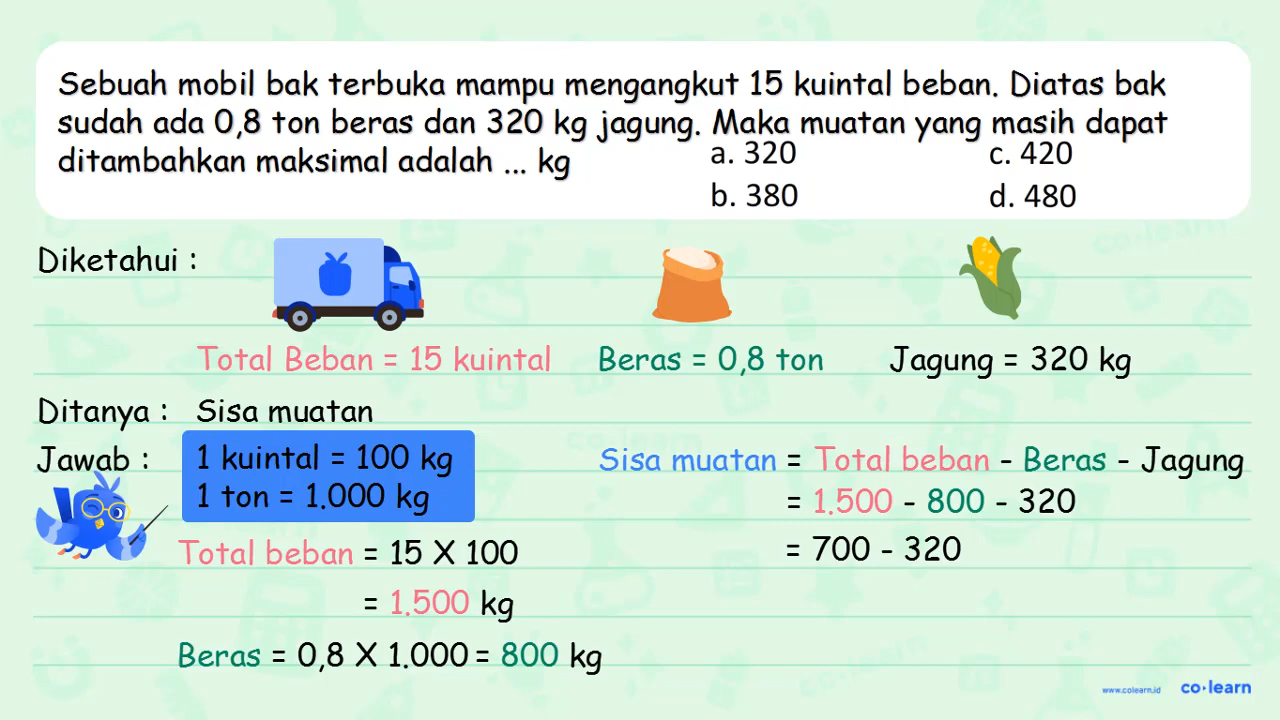 Sebuah mobil bak terbuka mampu mengangkut 15 kuintal beban. Diatas bak
sudah ada 0,8 ton beras dan 320 kg jagung. Maka muatan yang masih dapat
ditambahkan maksimal adalah ... kg
a. 320 c. 420
b. 380 d. 480
Diketahui :
Total Beban = 15 kuintal Beras = 0,8 ton Jagung = 320 kg
Ditanya : Sisa muatan
Jawab :
1 kuintal = 100 kg
1 ton = 1.000 kg
Total beban = 15 X 100
= 1.500 kg
Beras = 0,8 X 1.000 = 800 kg
Sisa muatan = Total beban - Beras - Jagung
= 1.500 - 800 - 320
= 700 - 320
www.colearn.id co·learn